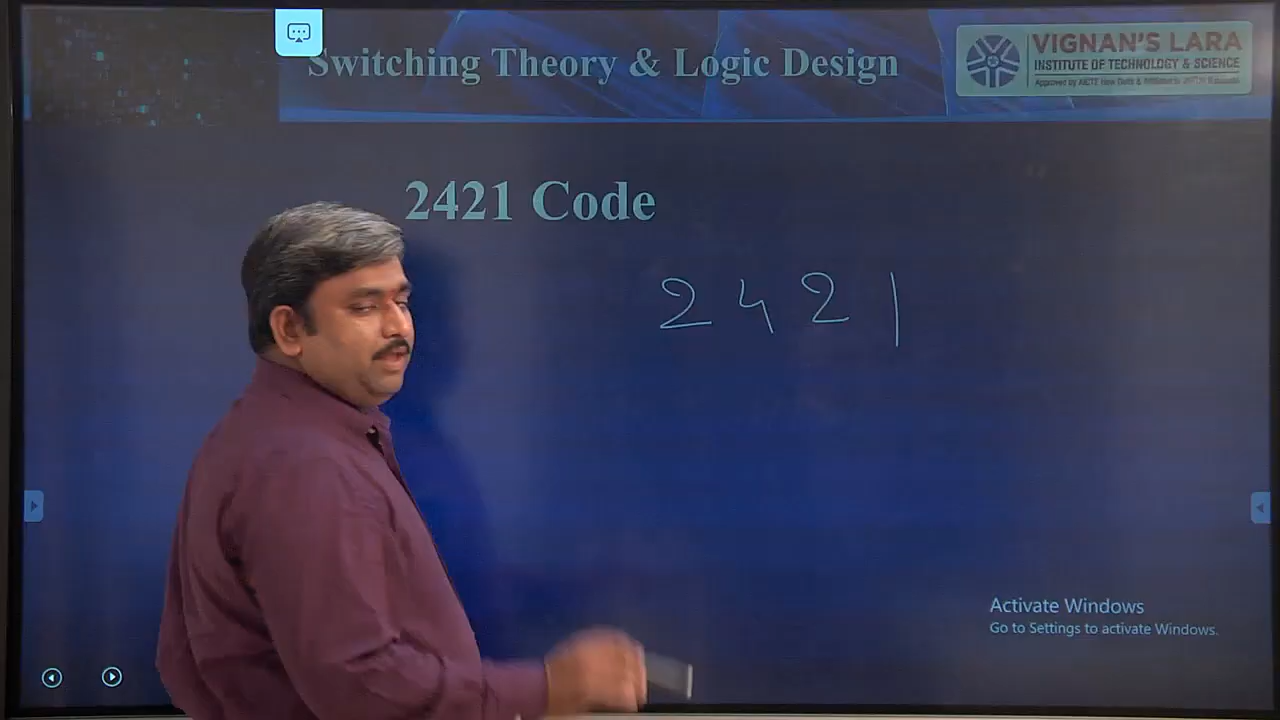 Switching Theory & Logic Design
VIGNAN'S LARA
INSTITUTE OF TECHNOLOGY & SCIENCE
2421 Code
2 4 2 1
Activate Windows
Go to Settings to activate Windows.